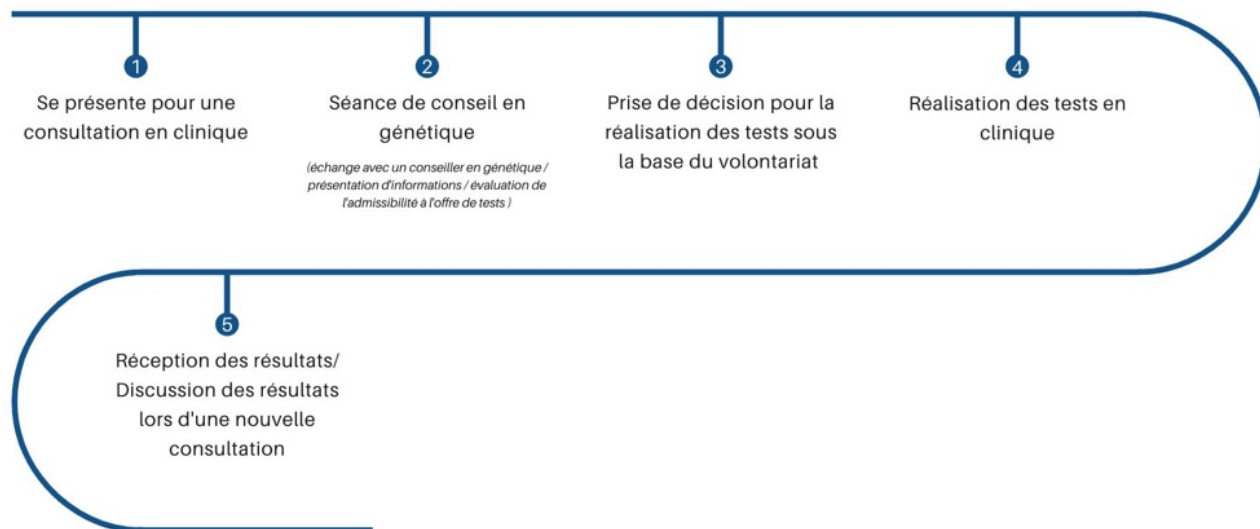 1
Se présente pour une
consultation en clinique
2
Séance de conseil en
génétique
(échange avec un conseiller en génétique /
présentation d'informations / évaluation de
l'admissibilité à l'offre de tests )
3
Prise de décision pour la
réalisation des tests sous
la base du volontariat
4
Réalisation des tests en
clinique
5
Réception des résultats/
Discussion des résultats
lors d'une nouvelle
consultation